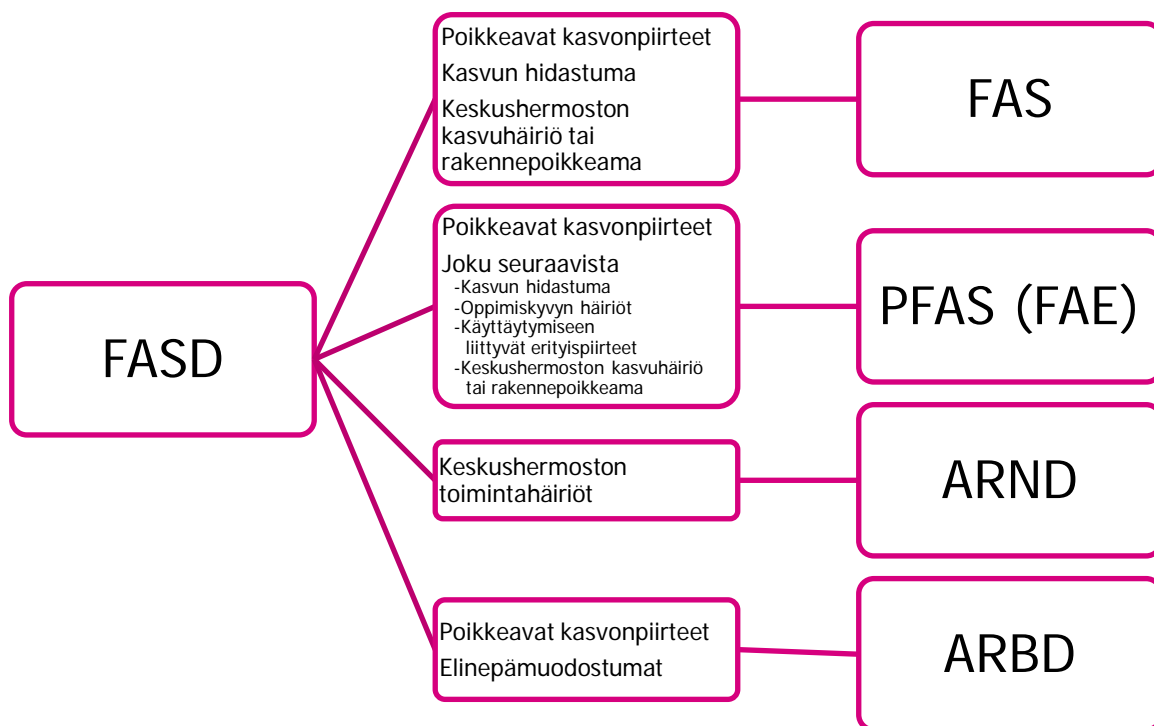 FASD
Poikkeavat kasvonpiirteet
Kasvun hidastuma
Keskushermoston
kasvuhäiriö tai
rakennepoikkeama
FAS
Poikkeavat kasvonpiirteet
Joku seuraavista
-Kasvun hidastuma
-Oppimiskyvyn häiriöt
-Käyttäytymiseen
liittyvät erityispiirteet
-Keskushermoston kasvuhäiriö
tai rakennepoikkeama
PFAS (FAE)
Keskushermoston
toimintahäiriöt
ARND
Poikkeavat kasvonpiirteet
Elinepämuodostumat
ARBD